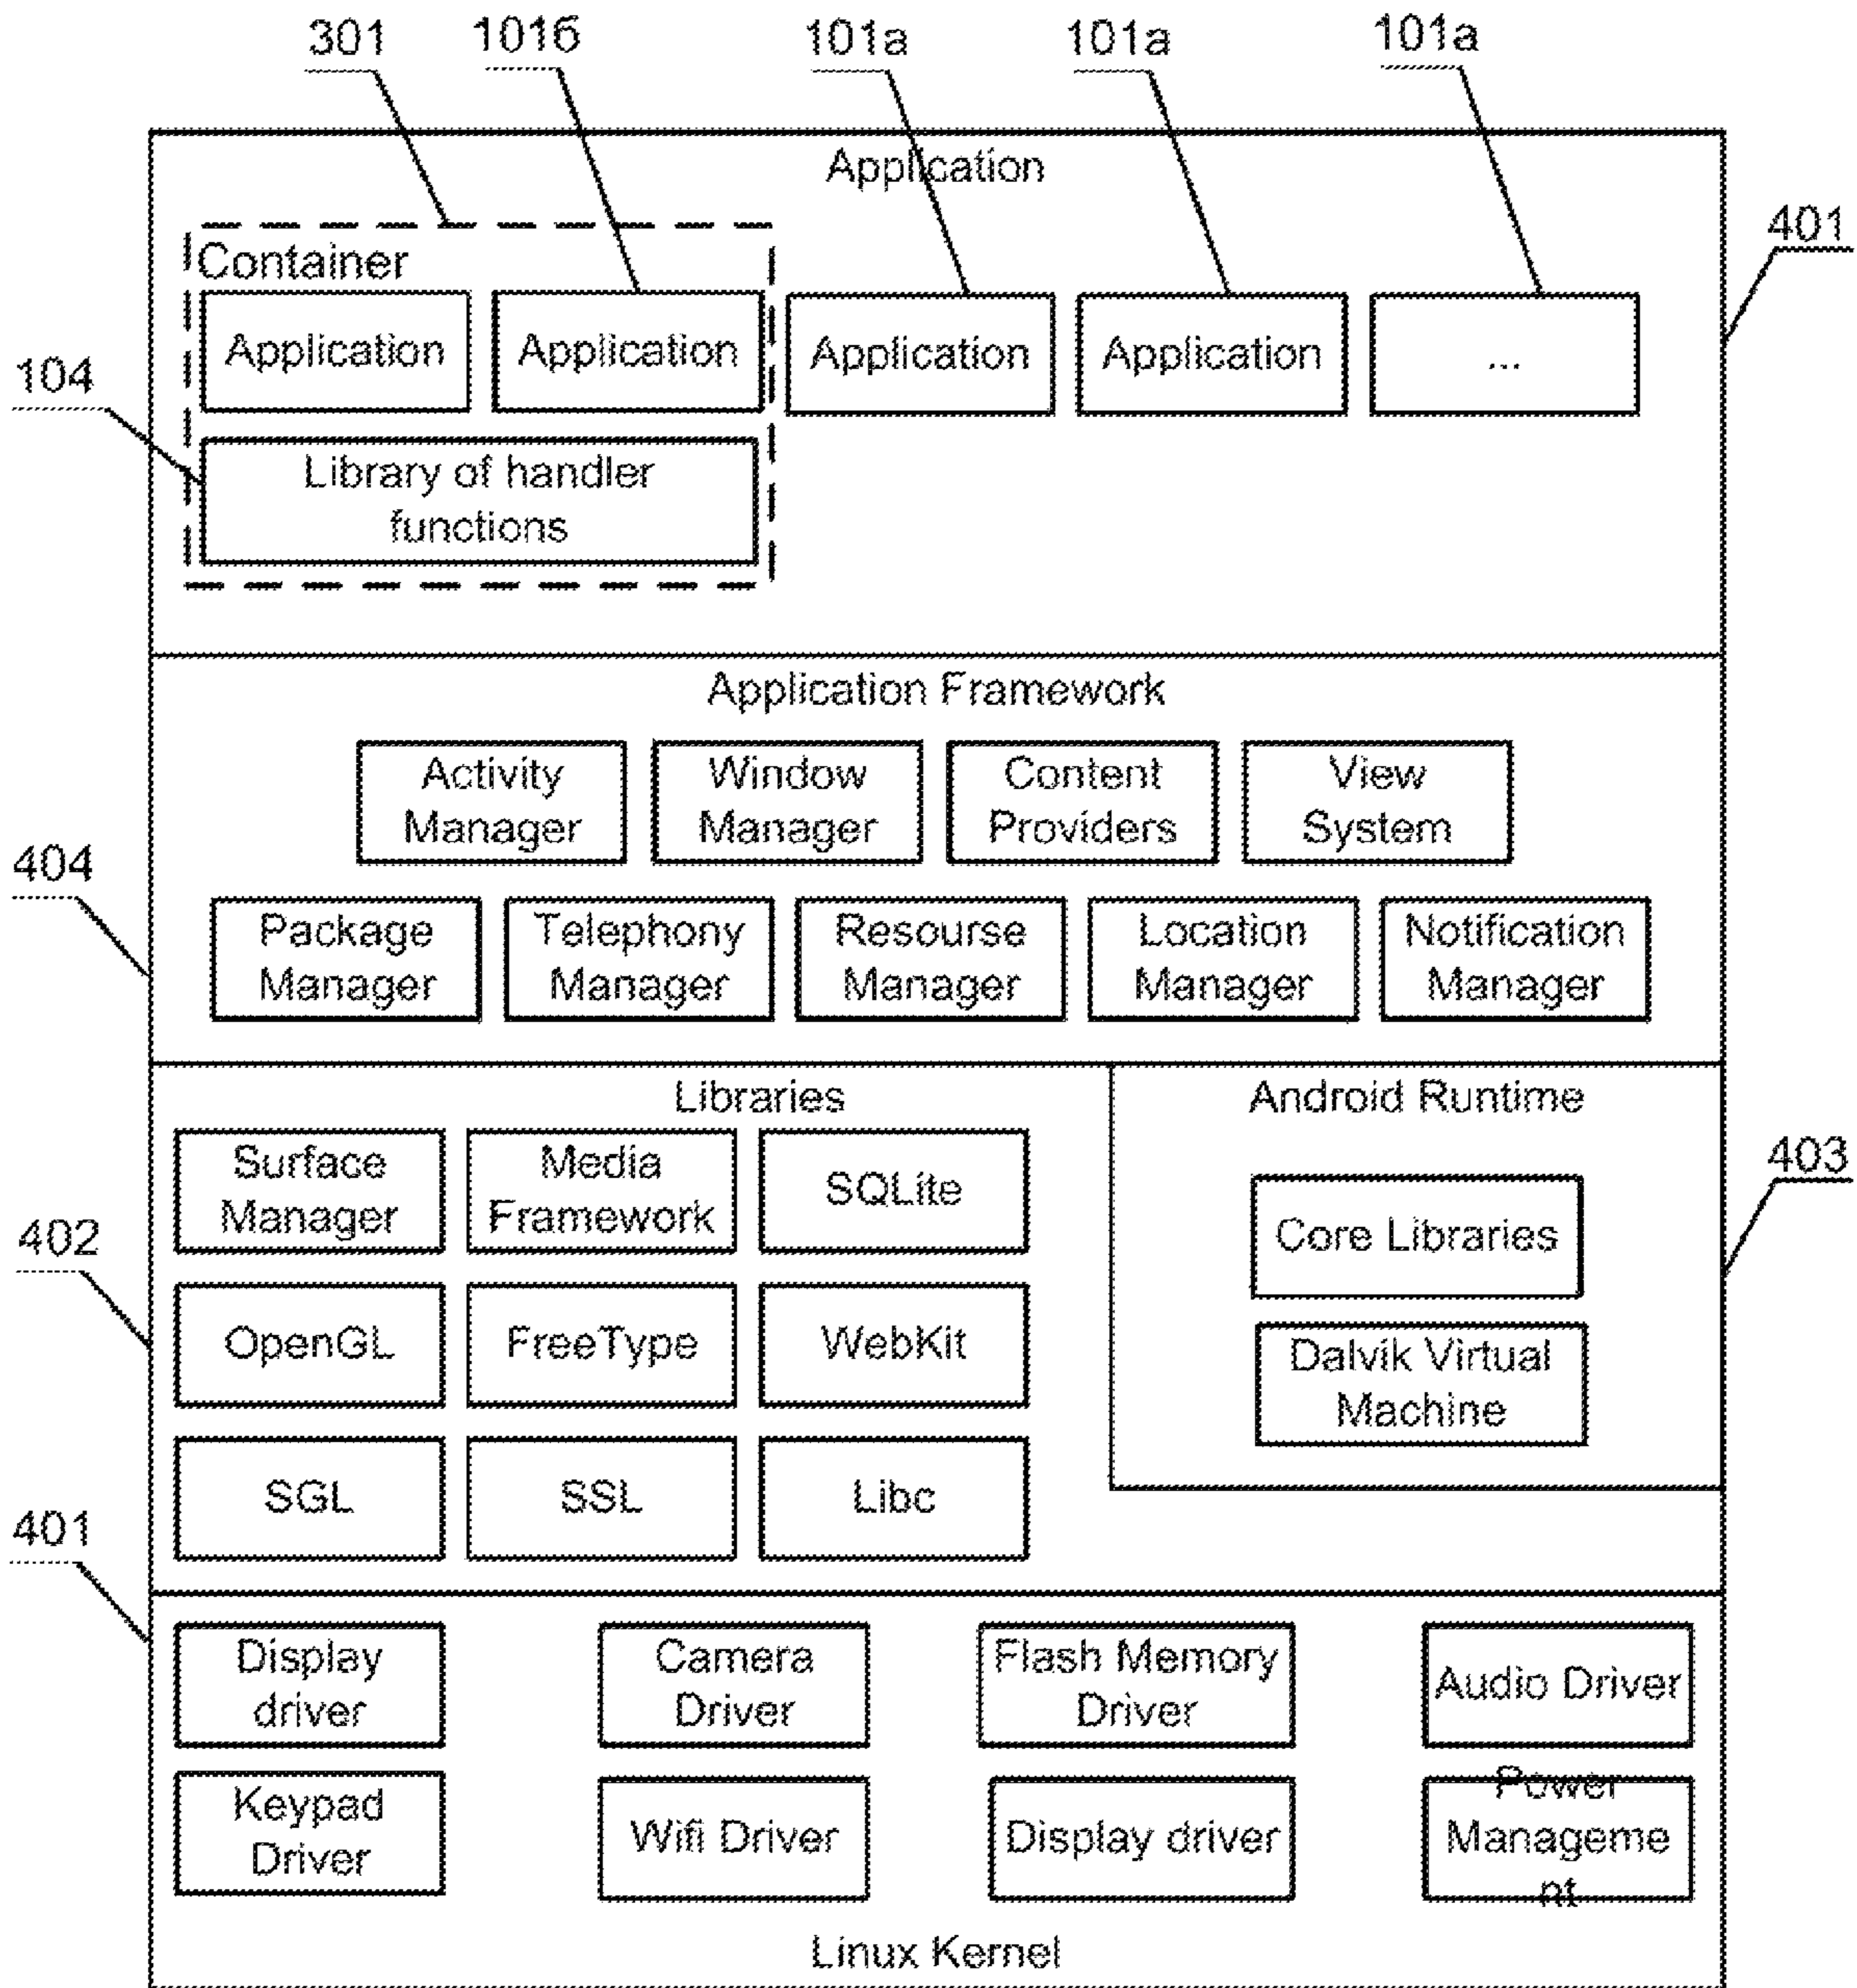 301
101б
101a
101a
101a
Application
401
Container
Application
Application
Application
Application
...
104
Library of handler
functions
Application Framework
Activity
Manager
Window
Manager
Content
Providers
View
System
404
Package
Manager
Telephony
Manager
Resourse
Manager
Location
Manager
Notification
Manager
Libraries
Android Runtime
Surface
Manager
Media
Framework
SQLite
403
Core Libraries
402
OpenGL
FreeType
WebKit
Dalvik Virtual
Machine
SGL
SSL
Libc
401
Display
driver
Camera
Driver
Flash Memory
Driver
Audio Driver
Keypad
Driver
Wifi Driver
Display driver
Power
Manageme
nt
Linux Kernel